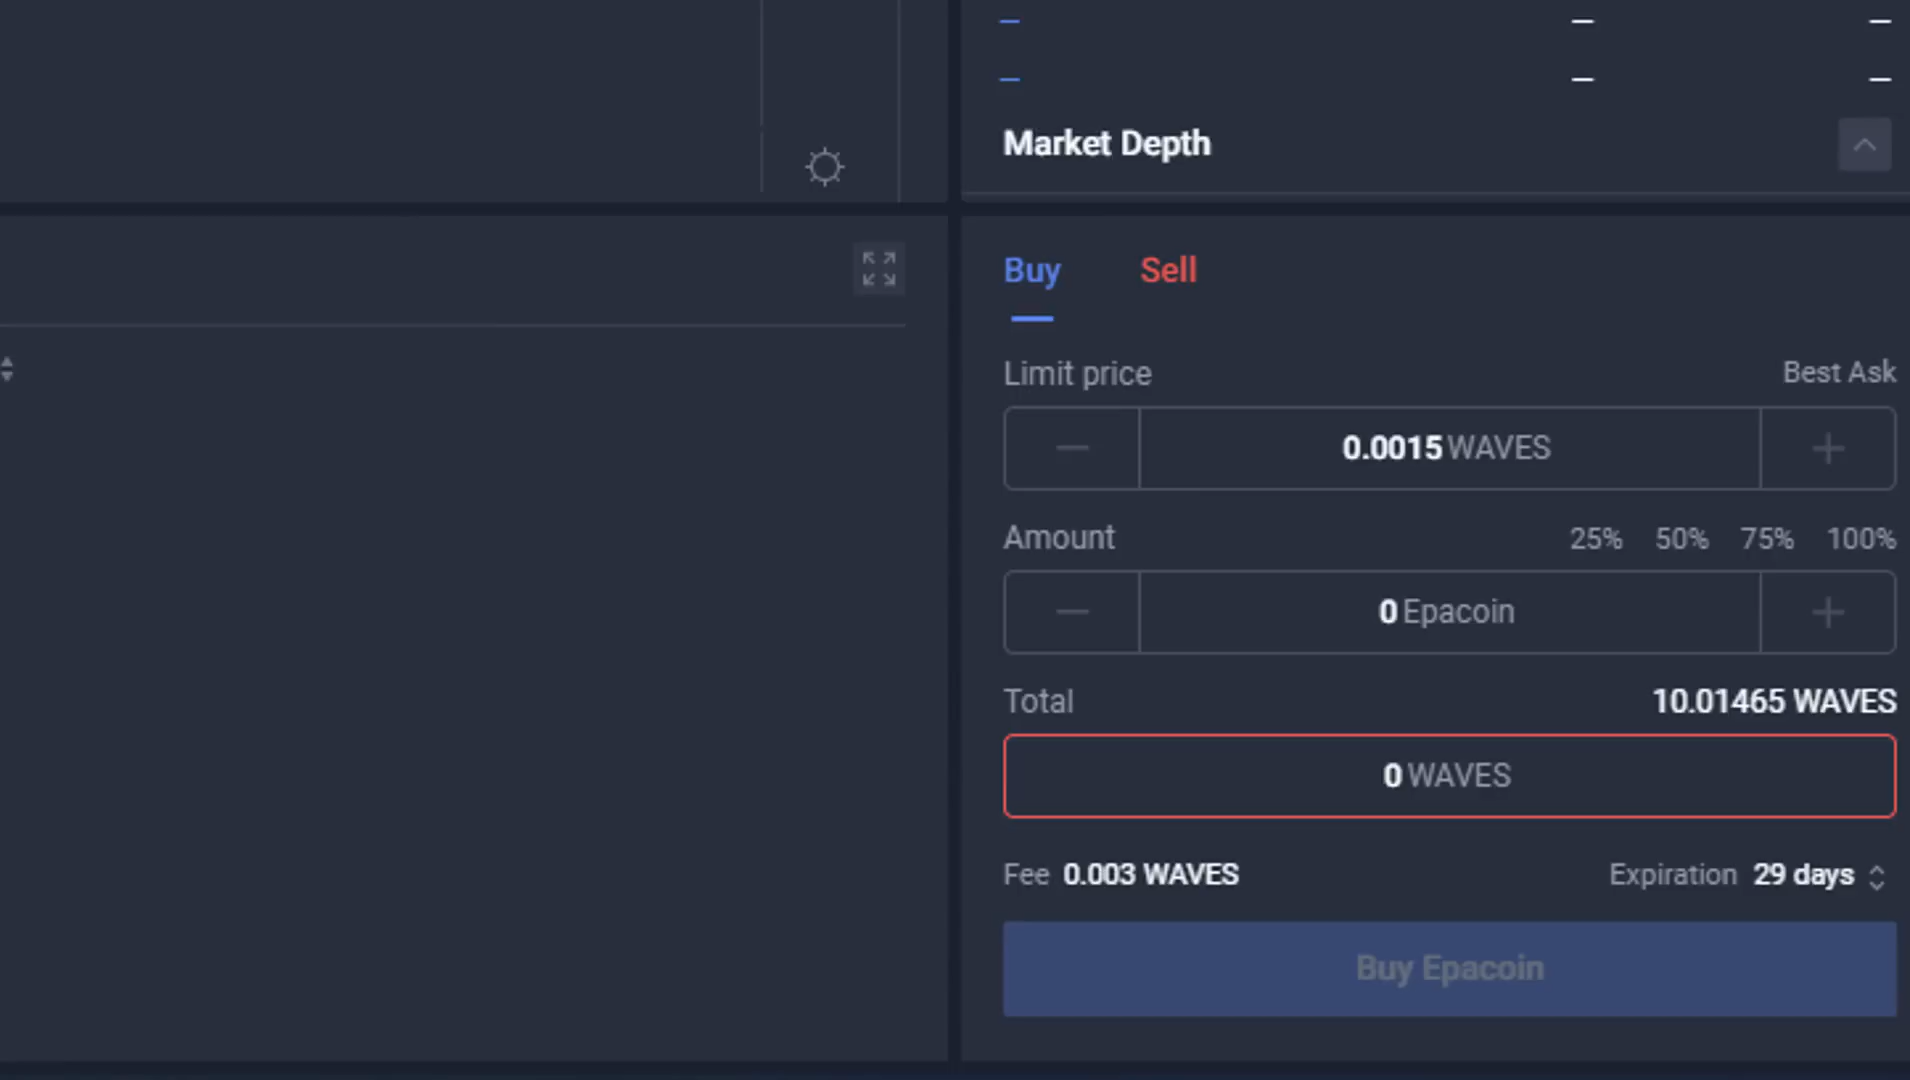 — — —
— — —
Market Depth
Buy Sell
Limit price Best Ask
— 0.0015 WAVES +
Amount 25% 50% 75% 100%
— 0 Epacoin +
Total 10.01465 WAVES
0 WAVES
Fee 0.003 WAVES Expiration 29 days
Buy Epacoin